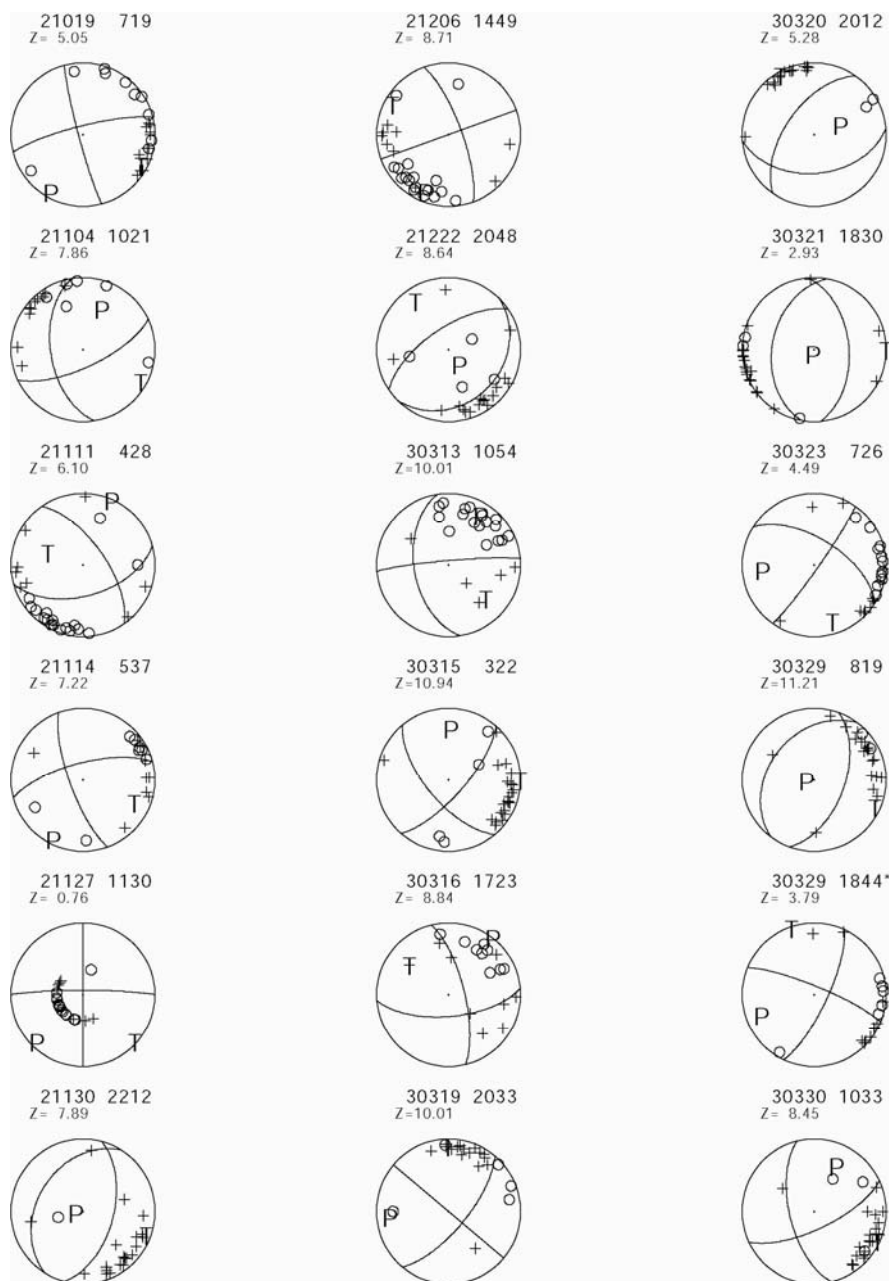 21019 719
Z= 5.05
P
T
21206 1449
Z= 8.71
T
P
30320 2012
Z= 5.28
T
P
21104 1021
Z= 7.86
P
T
21222 2048
Z= 8.64
T
P
30321 1830
Z= 2.93
P
T
21111 428
Z= 6.10
P
T
30313 1054
Z=10.01
P
T
30323 726
Z= 4.49
P
T
21114 537
Z= 7.22
T
P
30315 322
Z=10.94
P
T
30329 819
Z=11.21
P
T
21127 1130
Z= 0.76
P
T
30316 1723
Z= 8.84
P
T
30329 1844*
Z= 3.79
T
P
21130 2212
Z= 7.89
P
T
30319 2033
Z=10.01
T
P
30330 1033
Z= 8.45
P
T